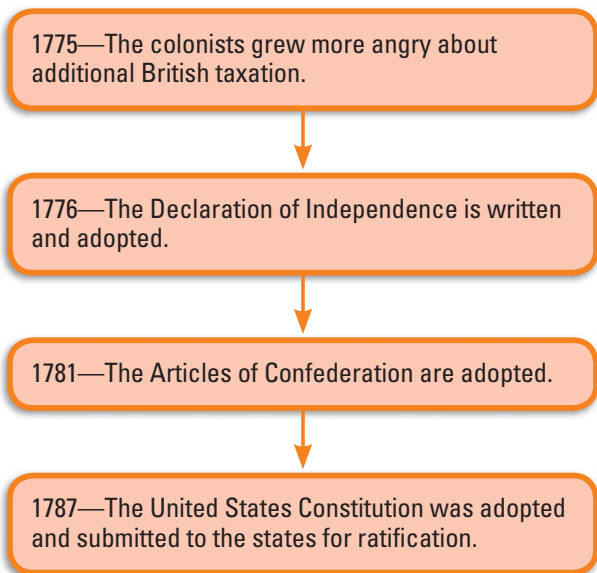 1775—The colonists grew more angry about
additional British taxation.
1776—The Declaration of Independence is written
and adopted.
1781—The Articles of Confederation are adopted.
1787—The United States Constitution was adopted
and submitted to the states for ratification.